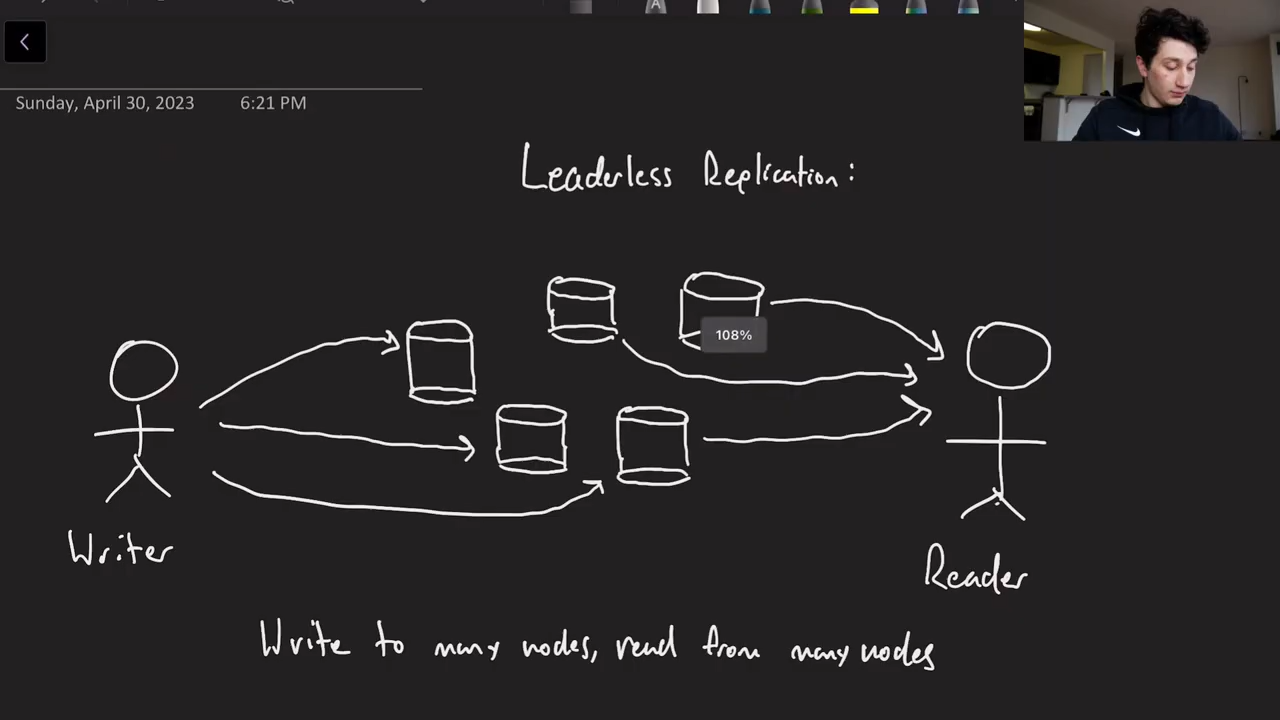 Sunday, April 30, 2023 6:21 PM
Leaderless Replication:
108%
Writer
Reader
Write to many nodes, read from many nodes